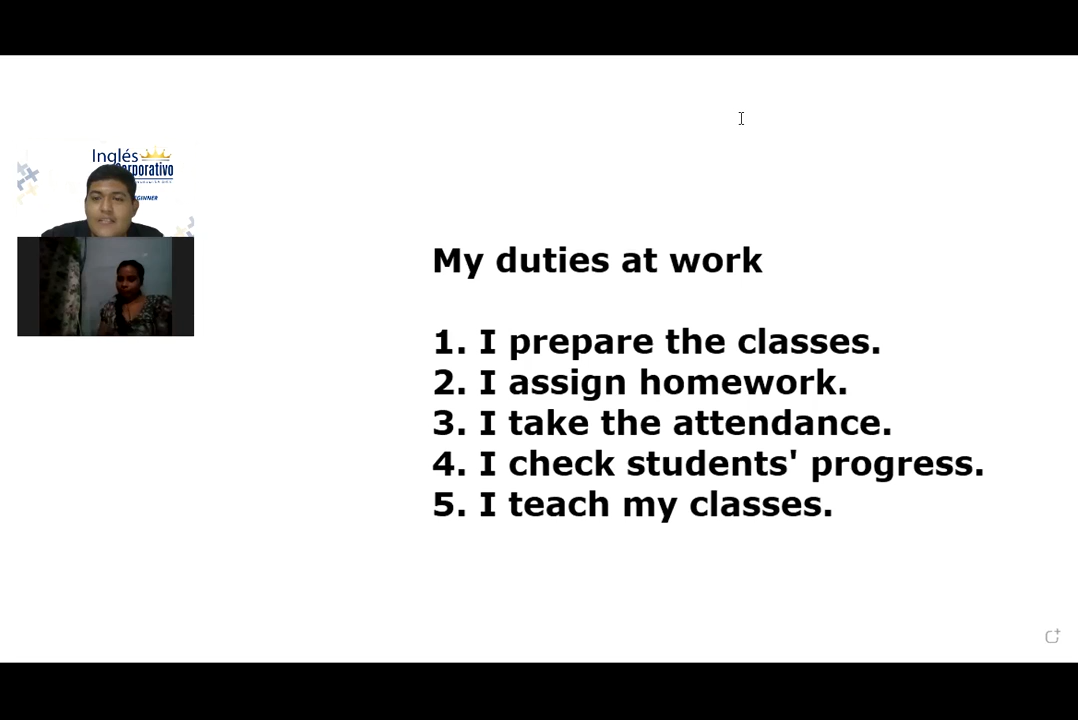 Inglés
Corporativo
My duties at work
1. I prepare the classes.
2. I assign homework.
3. I take the attendance.
4. I check students' progress.
5. I teach my classes.